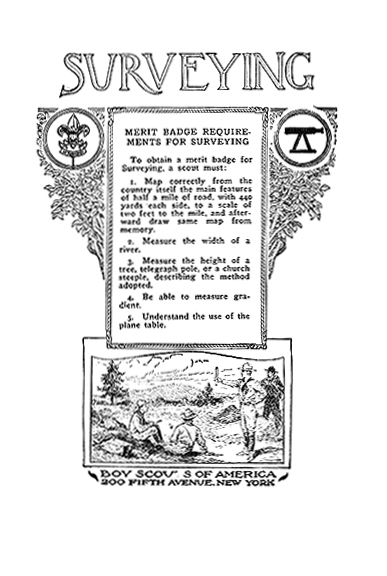 SURVEYING
MERIT BADGE REQUIRE-
MENTS FOR SURVEYING
To obtain a merit badge for
Surveying, a scout must:
1. Map correctly from the
country itself the main features
of half a mile of road, with 440
yards each side, to a scale of
two feet to the mile, and after-
ward draw same map from
memory.
2. Measure the width of a
river.
3. Measure the height of a
tree, telegraph pole, or a church
steeple, describing the method
adopted.
4. Be able to measure gra-
dient.
5. Understand the use of the
plane table.
BOY SCOU S OF AMERICA
200 FIFTH AVENUE, NEW YORK